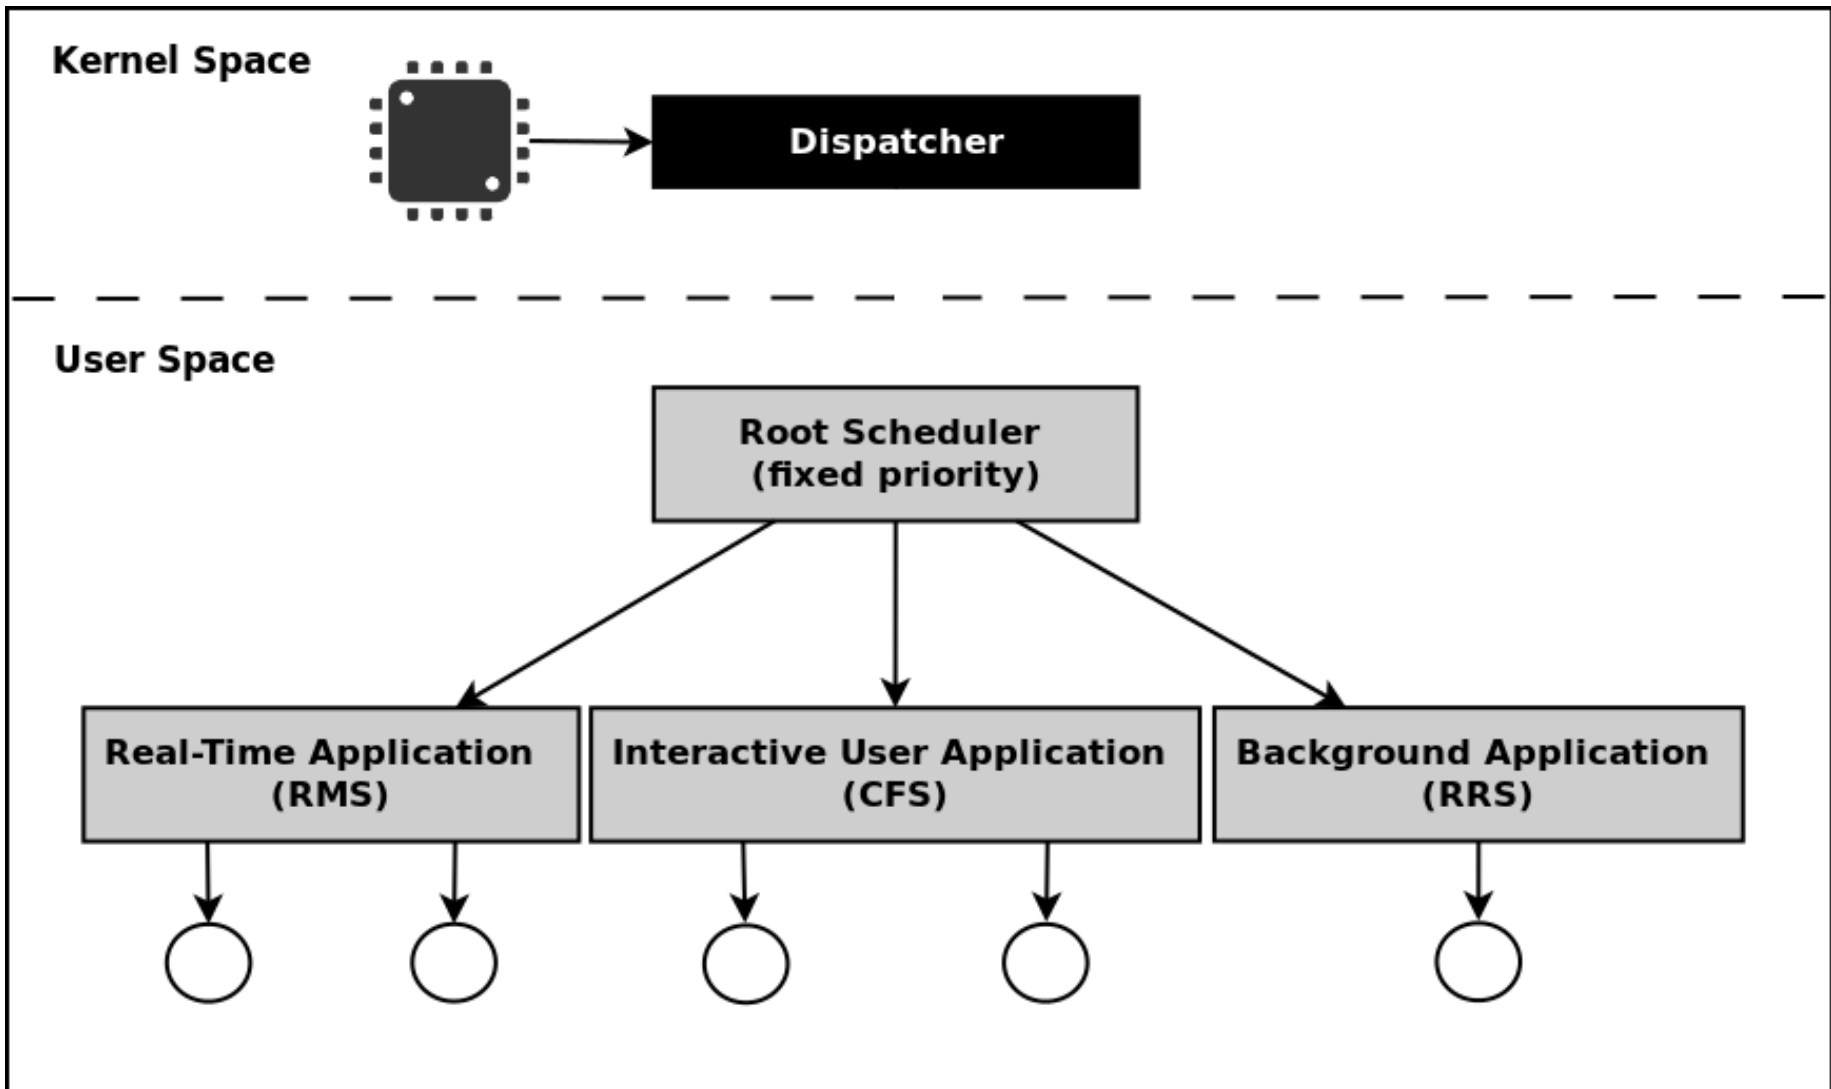 Kernel Space
Dispatcher
User Space
Root Scheduler
(fixed priority)
Real-Time Application
(RMS)
Interactive User Application
(CFS)
Background Application
(RRS)